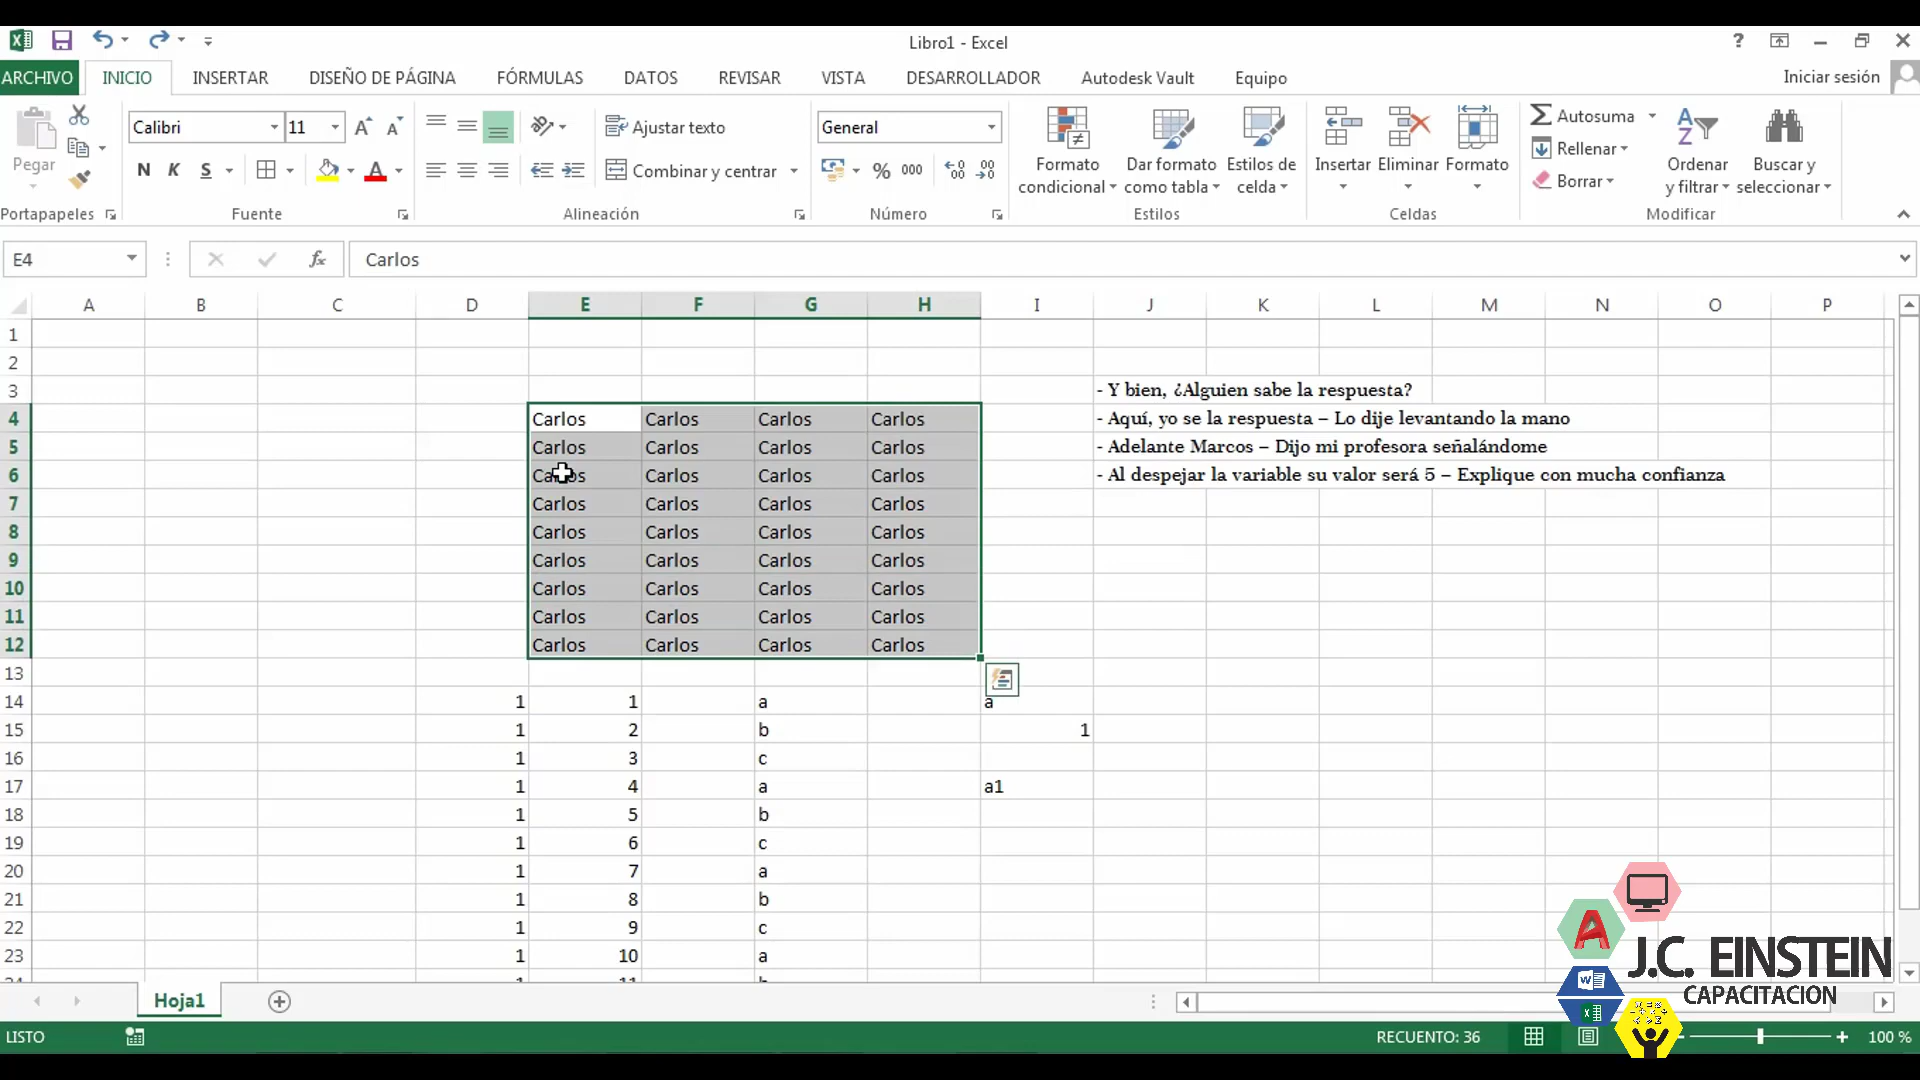 Libro1 - Excel
?
ARCHIVO INICIO INSERTAR DISEÑO DE PÁGINA FÓRMULAS DATOS REVISAR VISTA DESARROLLADOR Autodesk Vault Equipo Iniciar sesión
Pegar
Calibri 11
N K S
Ajustar texto
Combinar y centrar
General
% 000
Formato condicional
Dar formato como tabla
Estilos de celda
Insertar
Eliminar
Formato
Autosuma
Rellenar
Borrar
Ordenar y filtrar
Buscar y seleccionar
Portapapeles Fuente Alineación Número Estilos Celdas Modificar
E4 fx Carlos
A B C D E F G H I J K L M N O P
1
2
3 - Y bien, ¿Alguien sabe la respuesta?
4 Carlos Carlos Carlos Carlos - Aquí, yo se la respuesta – Lo dije levantando la mano
5 Carlos Carlos Carlos Carlos - Adelante Marcos – Dijo mi profesora señalándome
6 Carlos Carlos Carlos Carlos - Al despejar la variable su valor será 5 – Explique con mucha confianza
7 Carlos Carlos Carlos Carlos
8 Carlos Carlos Carlos Carlos
9 Carlos Carlos Carlos Carlos
10 Carlos Carlos Carlos Carlos
11 Carlos Carlos Carlos Carlos
12 Carlos Carlos Carlos Carlos
13
14 1 1 a a
15 1 2 b 1
16 1 3 c
17 1 4 a a1
18 1 5 b
19 1 6 c
20 1 7 a
21 1 8 b
22 1 9 c
23 1 10 a
J.C. EINSTEIN
CAPACITACION
Hoja1
LISTO RECUENTO: 36 100 %